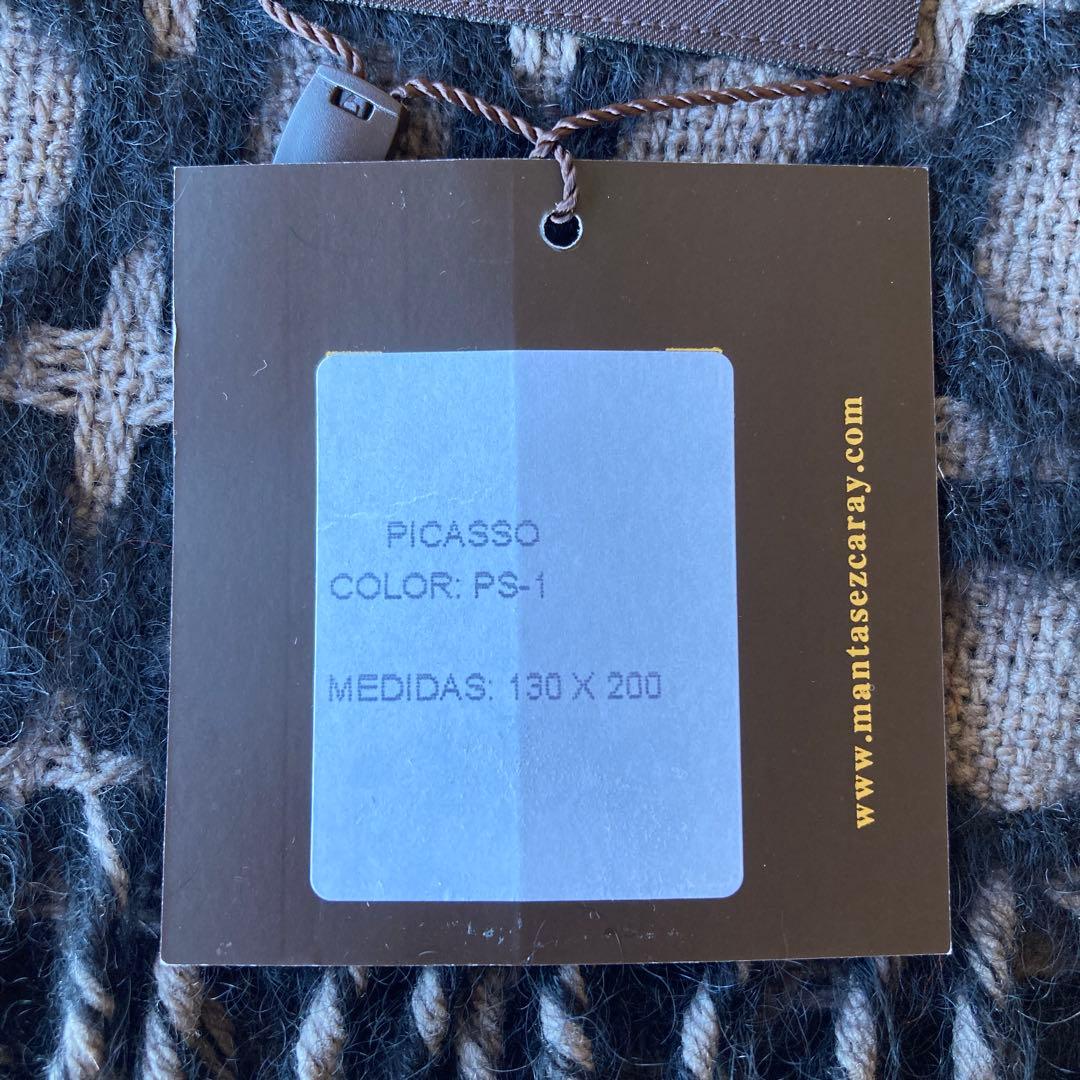 PICASSO
COLOR: PS-1
MEDIDAS: 130 X 200
www.mantasezcaray.com